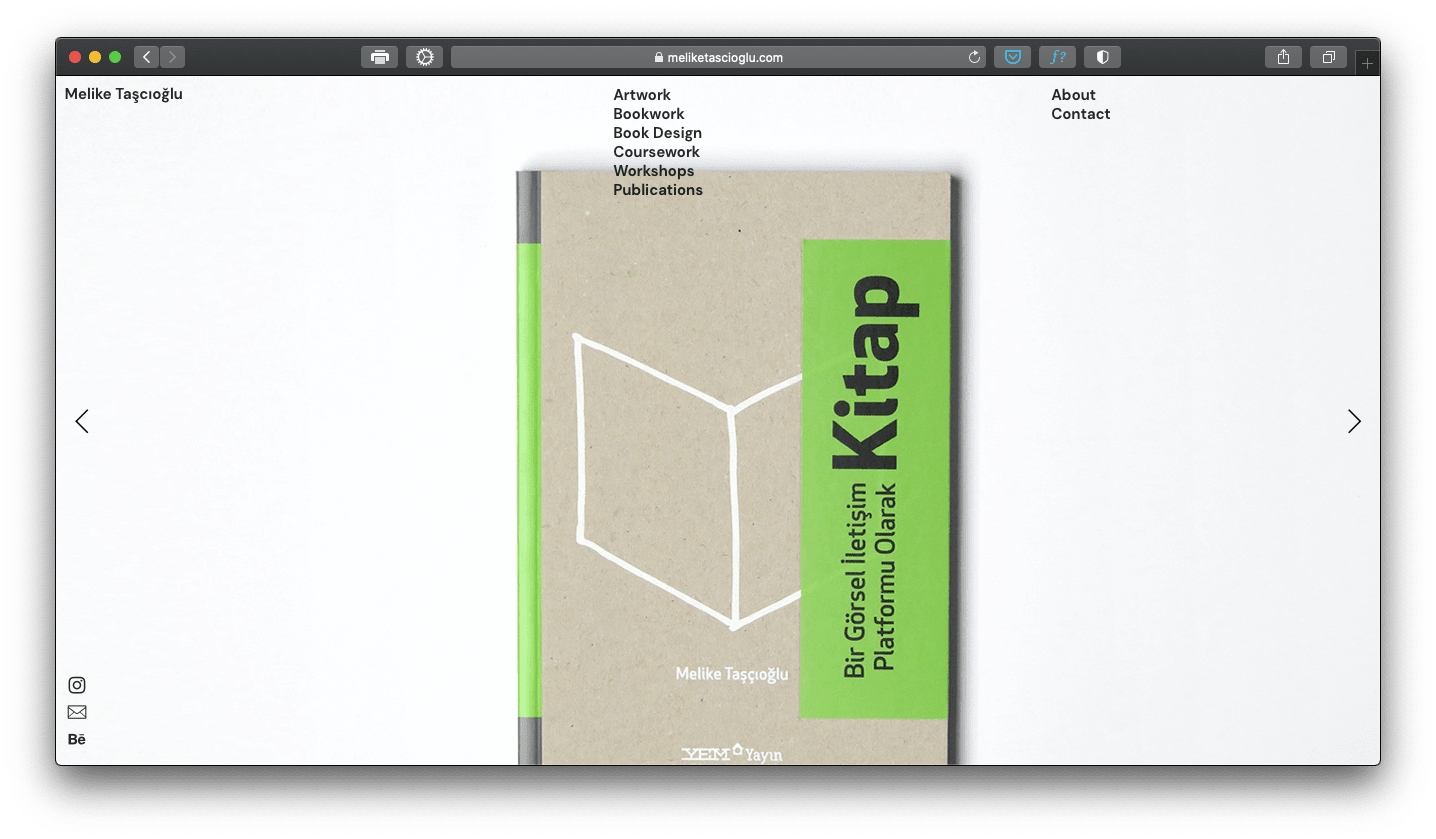 meliketascioglu.com
f?
Melike Taşcıoğlu
Artwork
Bookwork
Book Design
Coursework
Workshops
Publications
About
Contact
Kitap
Bir Görsel İletişim
Platformu Olarak
Melike Taşçıoğlu
YEM Yayın
Bē